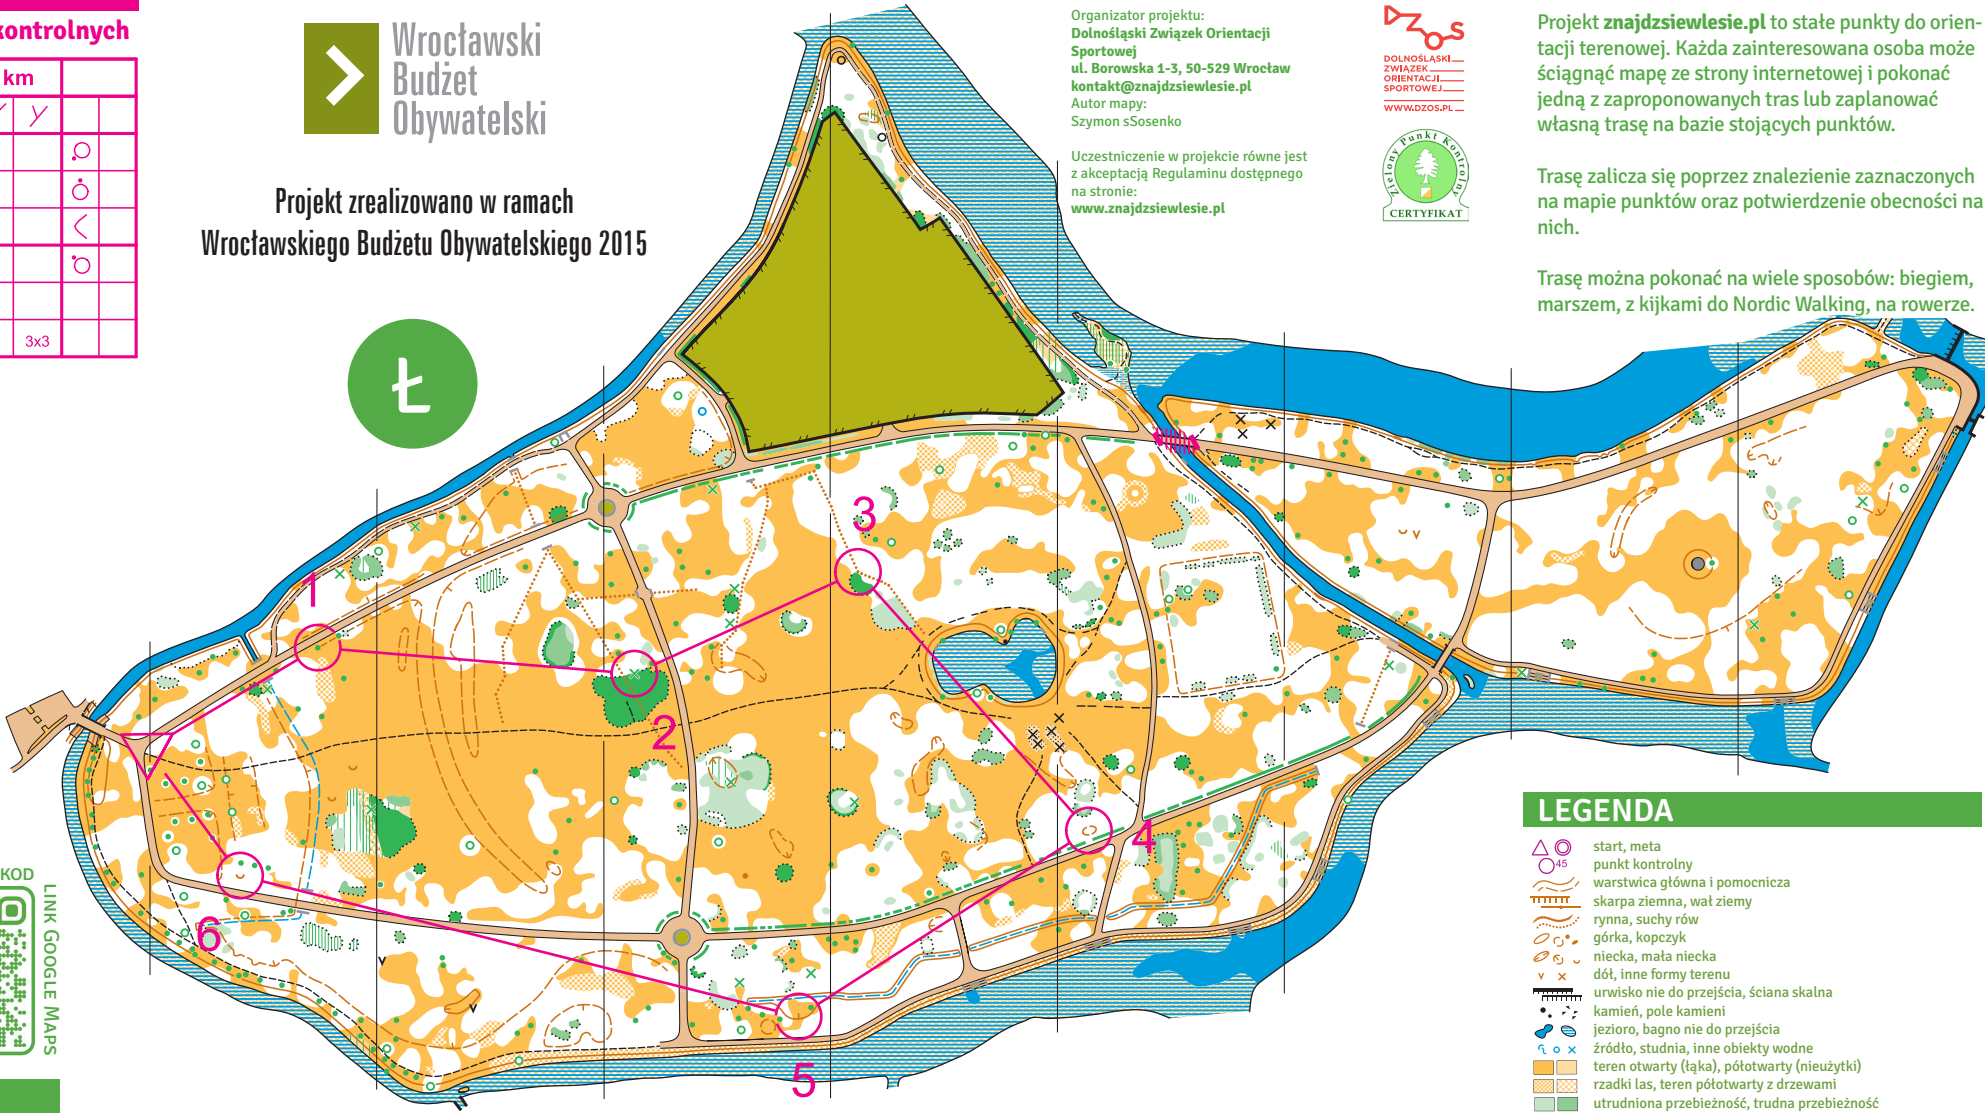 kontrolnych
km
3x3
Wrocławski
Budżet
Obywatelski
Projekt zrealizowano w ramach
Wrocławskiego Budżetu Obywatelskiego 2015
Ł
Organizator projektu:
Dolnośląski Związek Orientacji
Sportowej
ul. Borowska 1-3, 50-529 Wrocław
kontakt@znajdzsiewlesie.pl
Autor mapy:
Szymon sSosenko
Uczestniczenie w projekcie równe jest
z akceptacją Regulaminu dostępnego
na stronie:
www.znajdzsiewlesie.pl
DZOS
DOLNOŚLĄSKI
ZWIĄZEK
ORIENTACJI
SPORTOWEJ
WWW.DZOS.PL
Zielony Punkt Kontrolny
CERTYFIKAT
Projekt znajdzsiewlesie.pl to stałe punkty do orien-
tacji terenowej. Każda zainteresowana osoba może
ściągnąć mapę ze strony internetowej i pokonać
jedną z zaproponowanych tras lub zaplanować
własną trasę na bazie stojących punktów.
Trasę zalicza się poprzez znalezienie zaznaczonych
na mapie punktów oraz potwierdzenie obecności na
nich.
Trasę można pokonać na wiele sposobów: biegiem,
marszem, z kijkami do Nordic Walking, na rowerze.
1
2
3
4
5
6
KOD
LINK GOOGLE MAPS
LEGENDA
start, meta
45
punkt kontrolny
warstwica główna i pomocnicza
skarpa ziemna, wał ziemy
rynna, suchy rów
górka, kopczyk
niecka, mała niecka
dół, inne formy terenu
urwisko nie do przejścia, ściana skalna
kamień, pole kamieni
jezioro, bagno nie do przejścia
źródło, studnia, inne obiekty wodne
teren otwarty (łąka), półotwarty (nieużytki)
rzadki las, teren półotwarty z drzewami
utrudniona przebieżność, trudna przebieżność